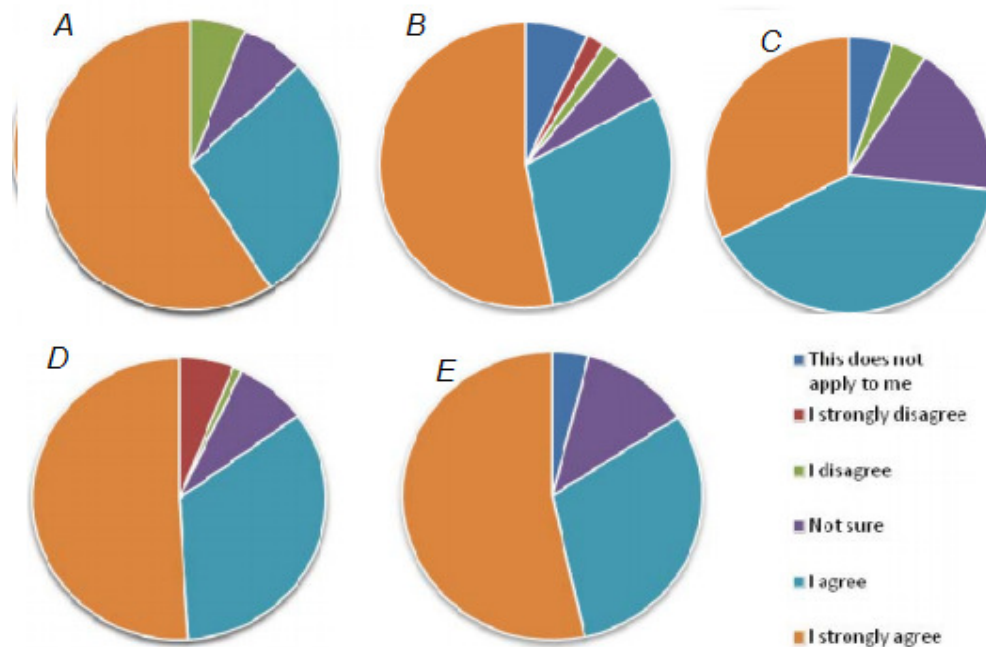 A
B
C
D
E
This does not
apply to me
I strongly disagree
I disagree
Not sure
I agree
I strongly agree